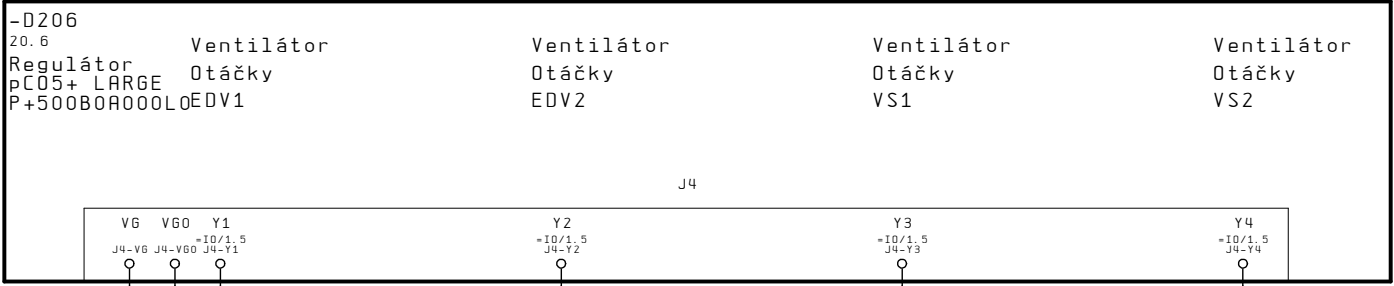 -D206
20.6
Regulátor
pCO5+ LARGE
P+500B0A000L0
Ventilátor
Otáčky
EDV1
Ventilátor
Otáčky
EDV2
Ventilátor
Otáčky
VS1
Ventilátor
Otáčky
VS2
J4
VG VG0 Y1 Y2 Y3 Y4
=IO/1.5 =IO/1.5 =IO/1.5 =IO/1.5
J4-VG J4-VG0 J4-Y1 J4-Y2 J4-Y3 J4-Y4